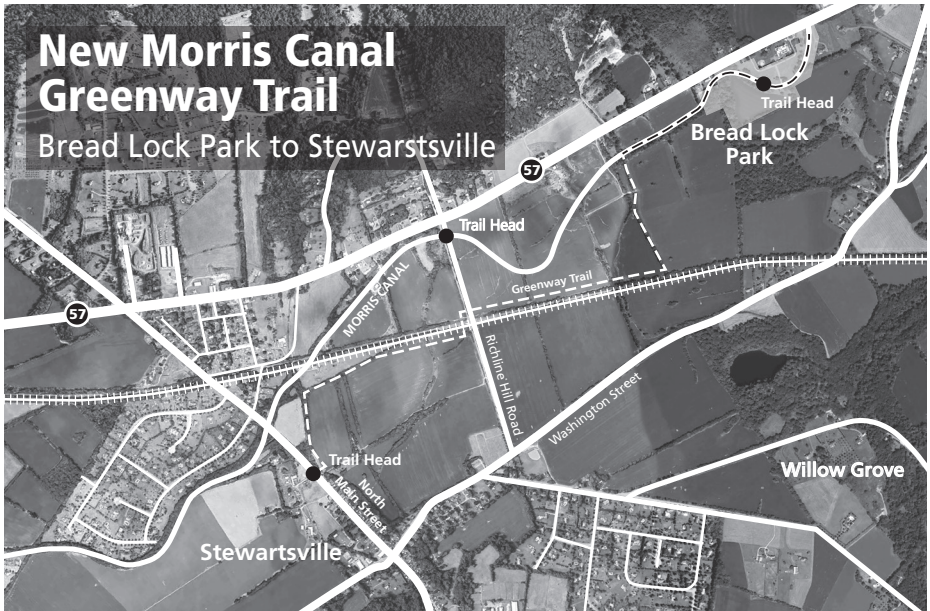 New Morris Canal
Greenway Trail
Bread Lock Park to Stewarstsville
Trail Head
Bread Lock
Park
57
Trail Head
MORRIS CANAL
Greenway Trail
57
Richline Hill Road
Washington Street
Trail Head
North
Main Street
Willow Grove
Stewartsville